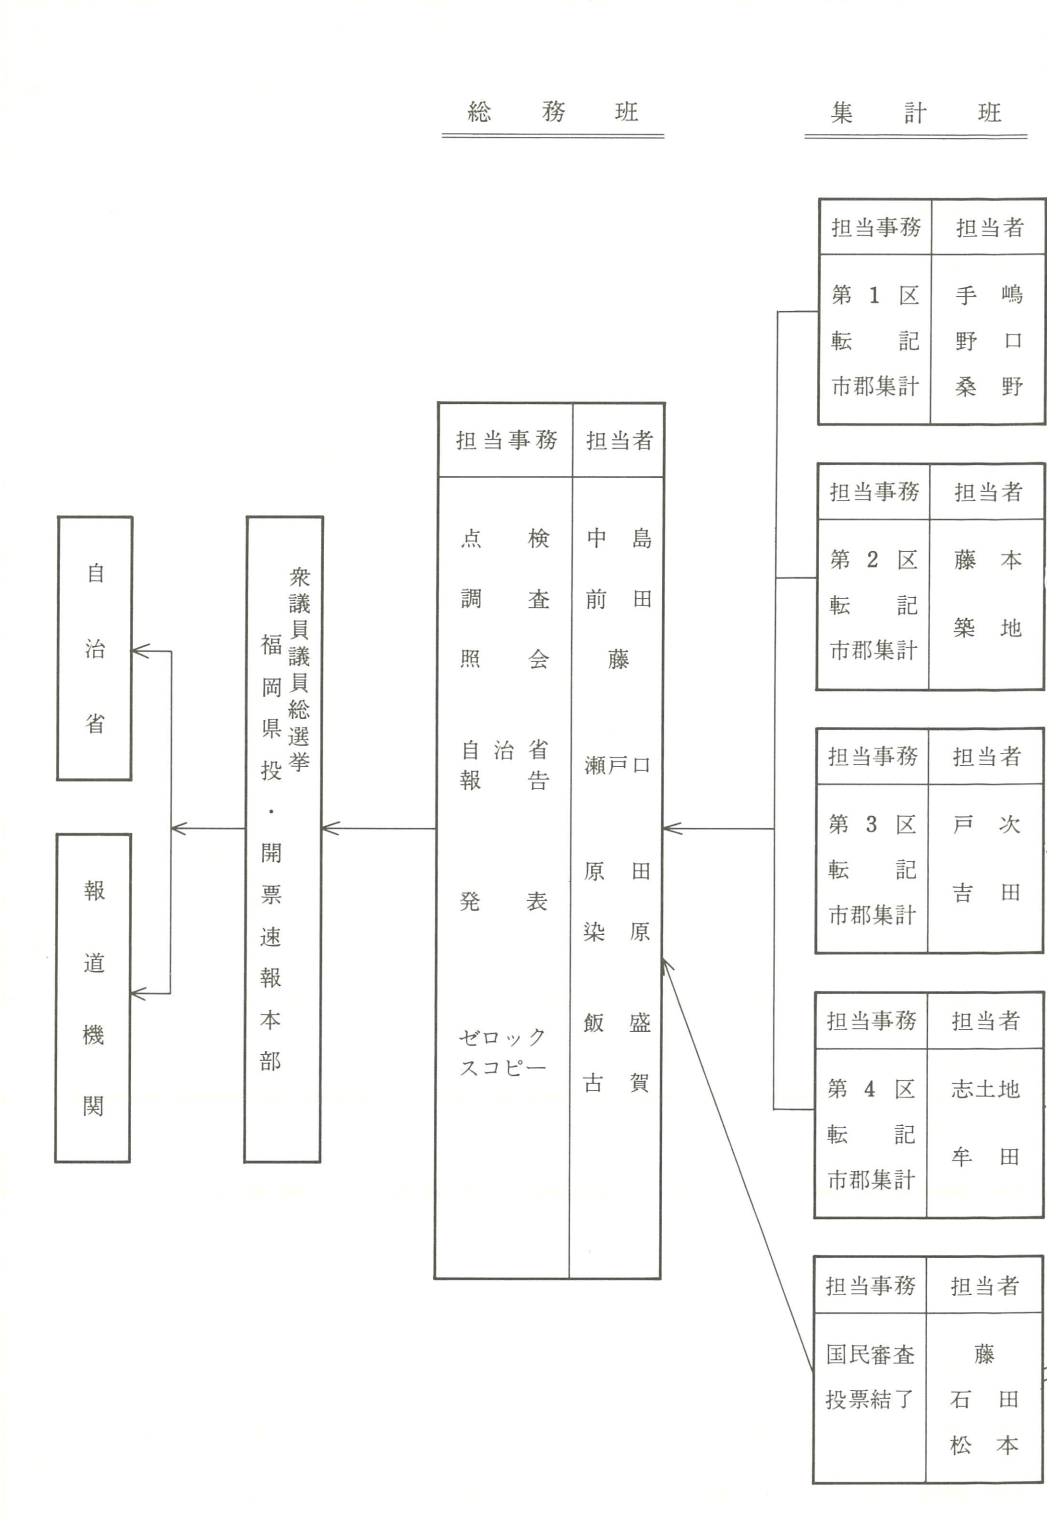 総務班
集計班
担当事務 担当者
第1区 手嶋
転記 野口
市郡集計 桑野
担当事務 担当者
第2区 藤本
転記
築地
市郡集計
担当事務 担当者
第3区 戸次
転記
吉田
市郡集計
担当事務 担当者
第4区 志土地
転記
牟田
市郡集計
担当事務 担当者
国民審査 藤
投票結了 石田
松本
担当事務 担当者
点検 中島
調査 前田
照会 藤
自治省
瀬戸口
報告
原田
発表
染原
飯盛
ゼロック
スコピー
古賀
衆議員議員総選挙
福岡県投・開票速報本部
自治省
報道機関